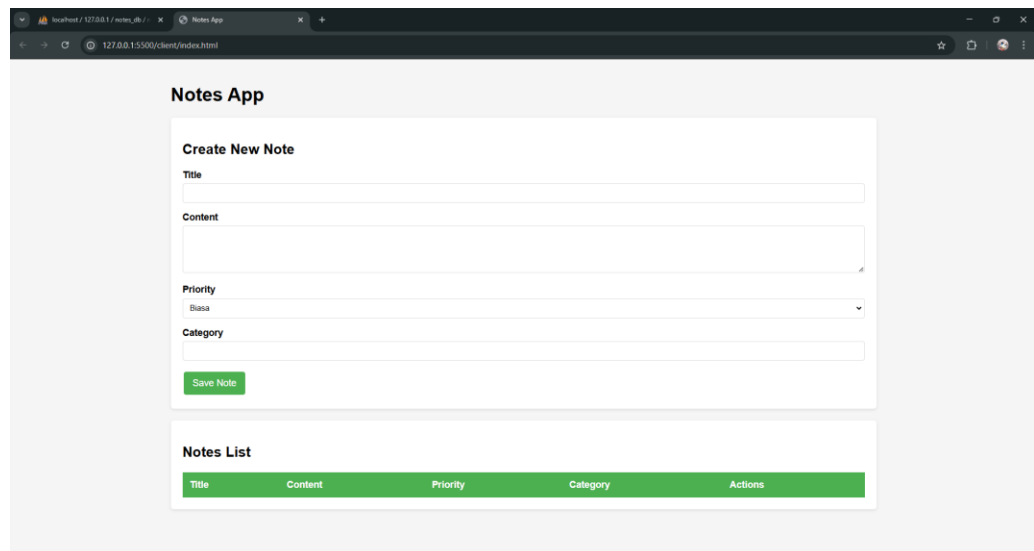 localhost / 127.0.0.1 / notes_db /
Notes App
127.0.0.1:5500/client/index.html
Notes App
Create New Note
Title
Content
Priority
Biasa
Category
Save Note
Notes List
Title Content Priority Category Actions